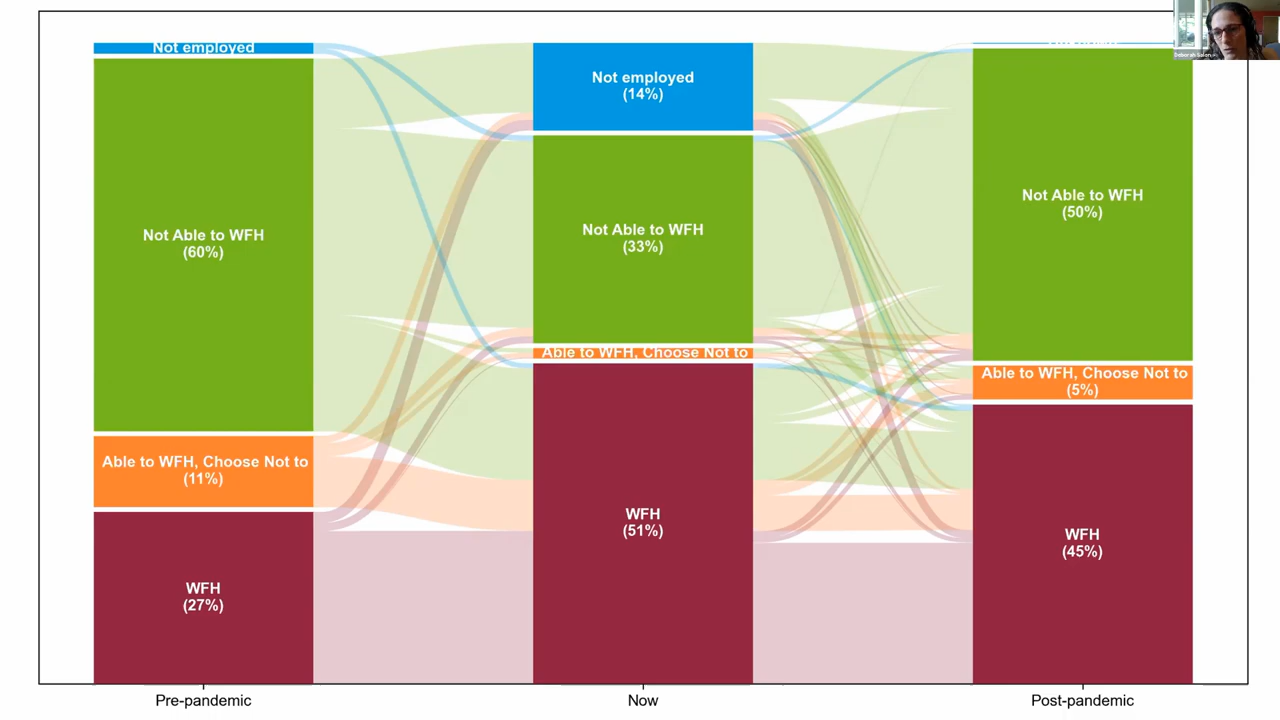 Not employed
Not Able to WFH
(60%)
Able to WFH, Choose Not to
(11%)
WFH
(27%)
Not employed
(14%)
Not Able to WFH
(33%)
Able to WFH, Choose Not to
WFH
(51%)
Not Able to WFH
(50%)
Able to WFH, Choose Not to
(5%)
WFH
(45%)
Pre-pandemic
Now
Post-pandemic